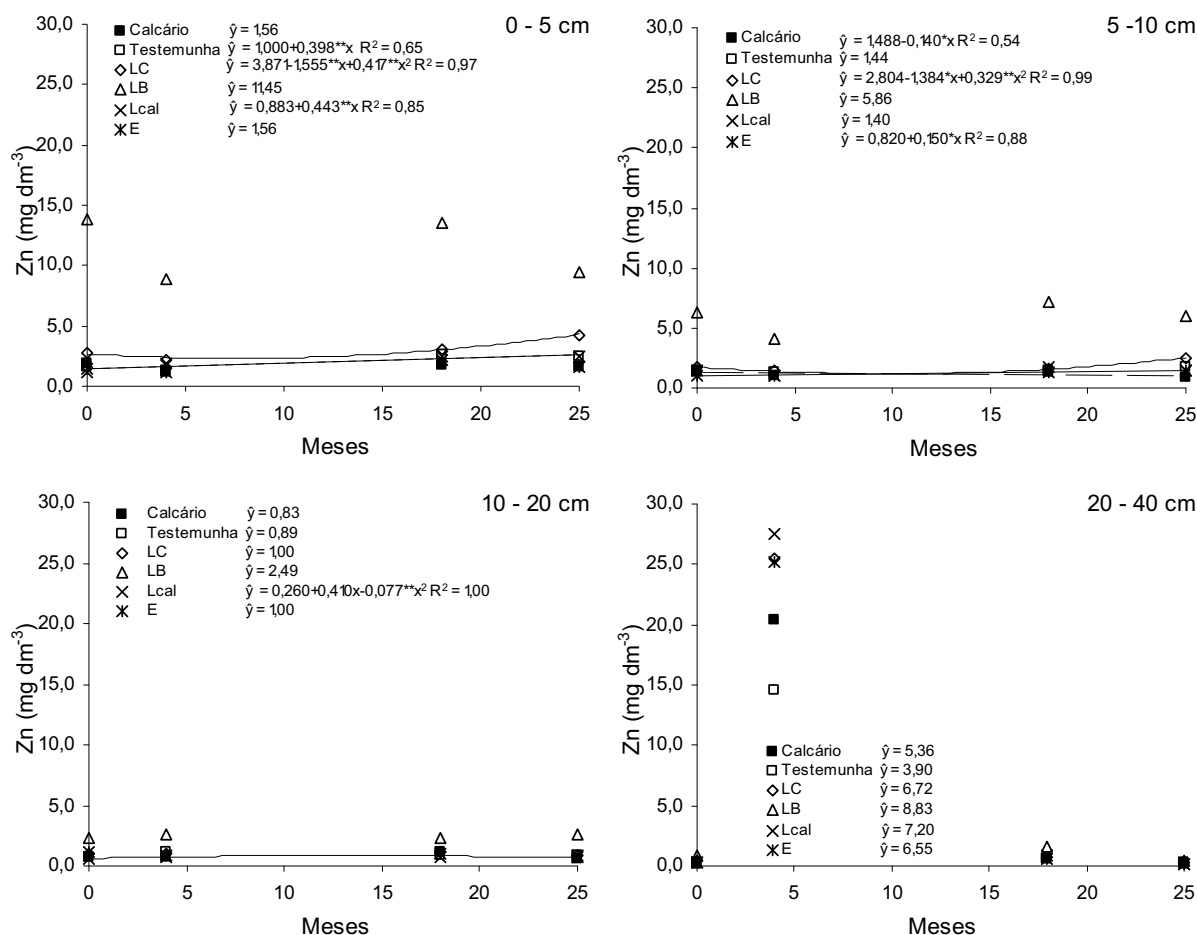 0 - 5 cm
Zn (mg dm-3)
30,0
25,0
20,0
15,0
10,0
5,0
0,0
Calcário ŷ = 1,56
Testemunha ŷ = 1,000+0,398**x R² = 0,65
LC ŷ = 3,871-1,555**x+0,417**x² R² = 0,97
LB ŷ = 11,45
Lcal ŷ = 0,883+0,443**x R² = 0,85
E ŷ = 1,56
0 5 10 15 20 25
Meses
5 -10 cm
Zn (mg dm-3)
30,0
25,0
20,0
15,0
10,0
5,0
0,0
Calcário ŷ = 1,488-0,140*x R² = 0,54
Testemunha ŷ = 1,44
LC ŷ = 2,804-1,384*x+0,329**x² R² = 0,99
LB ŷ = 5,86
Lcal ŷ = 1,40
E ŷ = 0,820+0,150*x R² = 0,88
0 5 10 15 20 25
Meses
10 - 20 cm
Zn (mg dm-3)
30,0
25,0
20,0
15,0
10,0
5,0
0,0
Calcário ŷ = 0,83
Testemunha ŷ = 0,89
LC ŷ = 1,00
LB ŷ = 2,49
Lcal ŷ = 0,260+0,410x-0,077**x² R² = 1,00
E ŷ = 1,00
0 5 10 15 20 25
Meses
20 - 40 cm
Zn (mg dm-3)
30,0
25,0
20,0
15,0
10,0
5,0
0,0
Calcário ŷ = 5,36
Testemunha ŷ = 3,90
LC ŷ = 6,72
LB ŷ = 8,83
Lcal ŷ = 7,20
E ŷ = 6,55
0 5 10 15 20 25
Meses